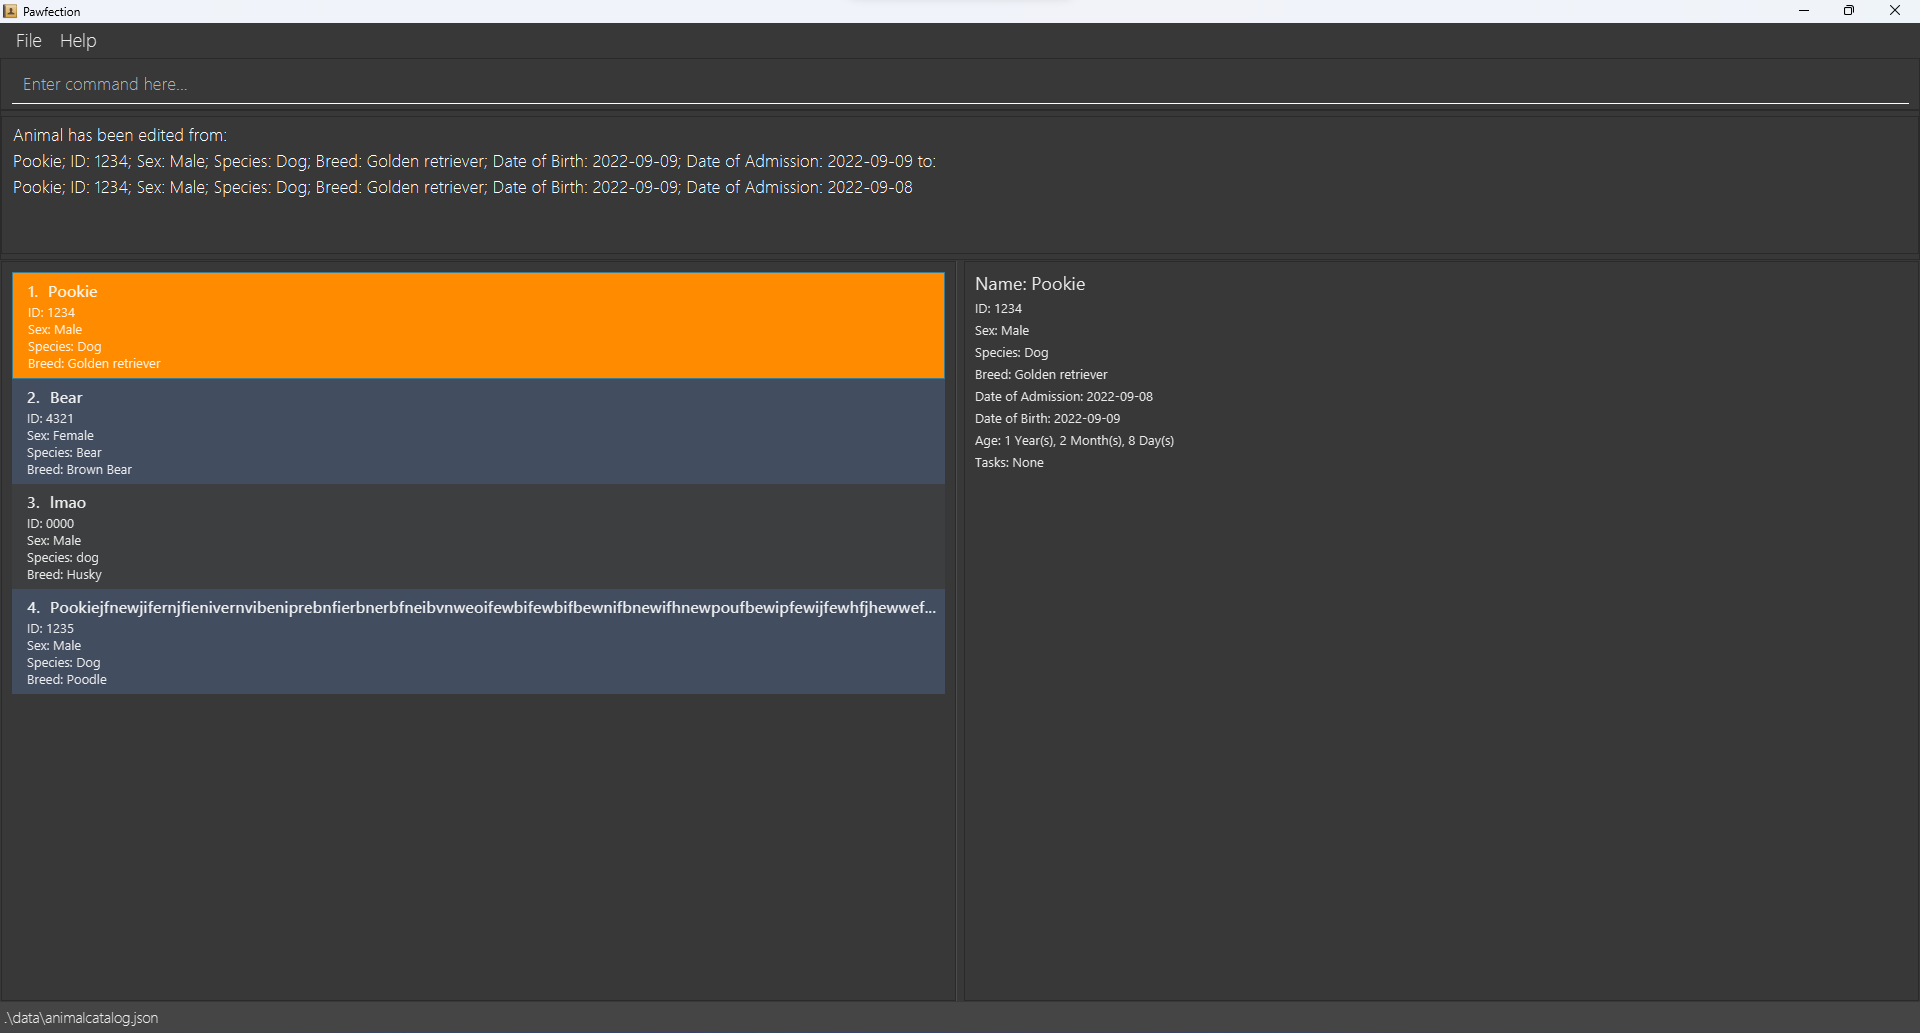 Pawfection
File Help
Enter command here...
Animal has been edited from:
Pookie; ID: 1234; Sex: Male; Species: Dog; Breed: Golden retriever; Date of Birth: 2022-09-09; Date of Admission: 2022-09-09 to:
Pookie; ID: 1234; Sex: Male; Species: Dog; Breed: Golden retriever; Date of Birth: 2022-09-09; Date of Admission: 2022-09-08
1. Pookie
ID: 1234
Sex: Male
Species: Dog
Breed: Golden retriever
2. Bear
ID: 4321
Sex: Female
Species: Bear
Breed: Brown Bear
3. lmao
ID: 0000
Sex: Male
Species: dog
Breed: Husky
4. Pookiejfnewjifernjfienivernvibeniprebnfierbnerbfneibvnweoifewbifewbifbewnifbnewifhnewpoufbewipfewijfewhfjhewwef...
ID: 1235
Sex: Male
Species: Dog
Breed: Poodle
Name: Pookie
ID: 1234
Sex: Male
Species: Dog
Breed: Golden retriever
Date of Admission: 2022-09-08
Date of Birth: 2022-09-09
Age: 1 Year(s), 2 Month(s), 8 Day(s)
Tasks: None
.\data\animalcatalog.json